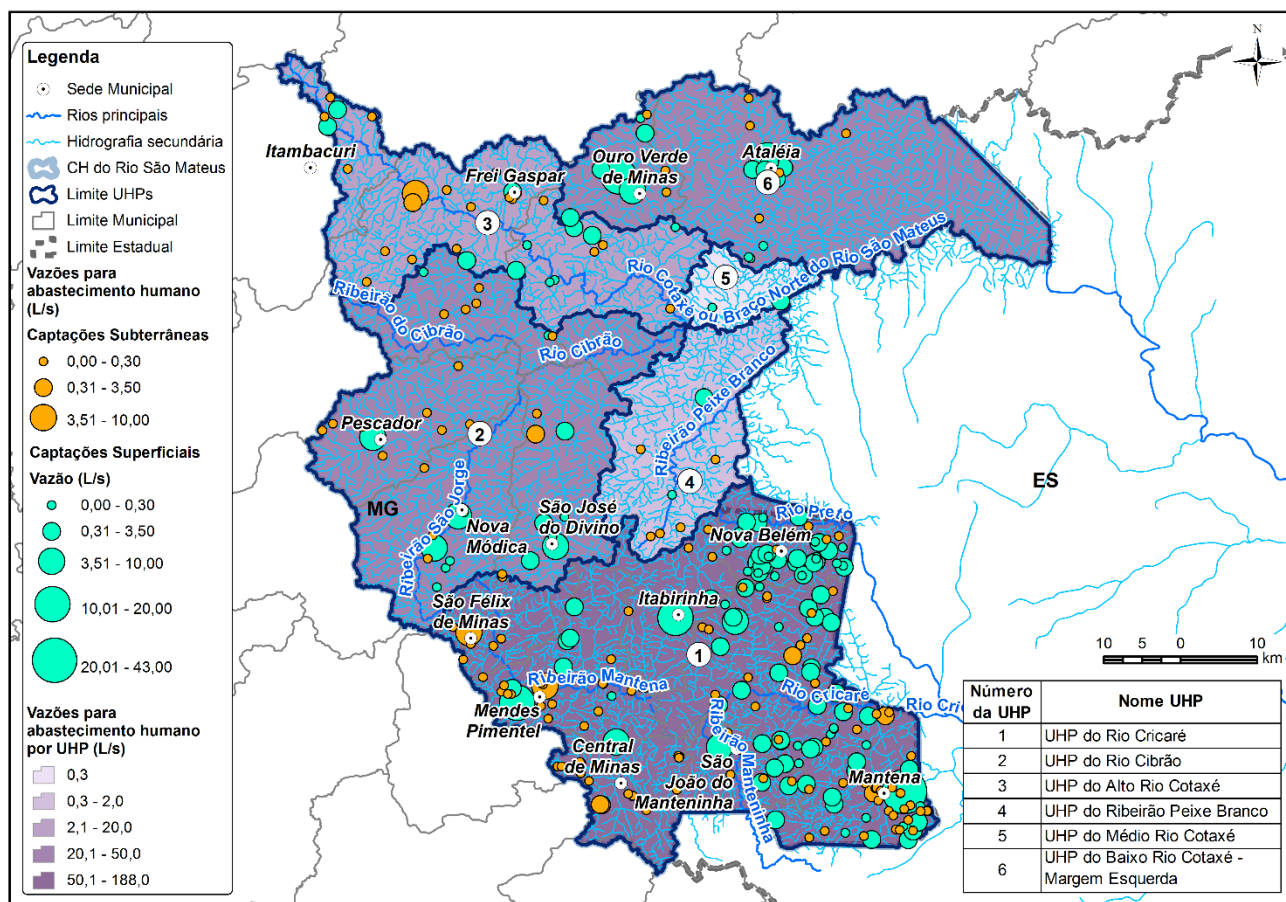 Legenda
Sede Municipal
Rios principais
Hidrografia secundária
CH do Rio São Mateus
Limite UHPs
Limite Municipal
Limite Estadual
Vazões para
abastecimento humano
(L/s)
Captações Subterrâneas
0,00 - 0,30
0,31 - 3,50
3,51 - 10,00
Captações Superficiais
Vazão (L/s)
0,00 - 0,30
0,31 - 3,50
3,51 - 10,00
10,01 - 20,00
20,01 - 43,00
Vazões para
abastecimento humano
por UHP (L/s)
0,3
0,3 - 2,0
2,1 - 20,0
20,1 - 50,0
50,1 - 188,0
N
Itambacuri
Frei Gaspar
3
Ouro Verde
de Minas
Ataléia
6
5
Rio Cotaxé ou Braço Norte do Rio São Mateus
Ribeirão do Cibrão
Rio Cibrão
Ribeirão Peixe Branco
Pescador
2
4
MG
ES
Ribeirão São Jorge
Nova
Módica
São José
do Divino
Rio Preto
Nova Belém
São Félix
de Minas
Itabirinha
1
Ribeirão Mantena
Rio Cricaré
Rio Cri
Mendes
Pimentel
Central
de Minas
São
João do
Manteninha
Ribeirão Manteninha
Mantena
10 5 0 10
km
Número
da UHP
Nome UHP
1 UHP do Rio Cricaré
2 UHP do Rio Cibrão
3 UHP do Alto Rio Cotaxé
4 UHP do Ribeirão Peixe Branco
5 UHP do Médio Rio Cotaxé
6 UHP do Baixo Rio Cotaxé -
Margem Esquerda